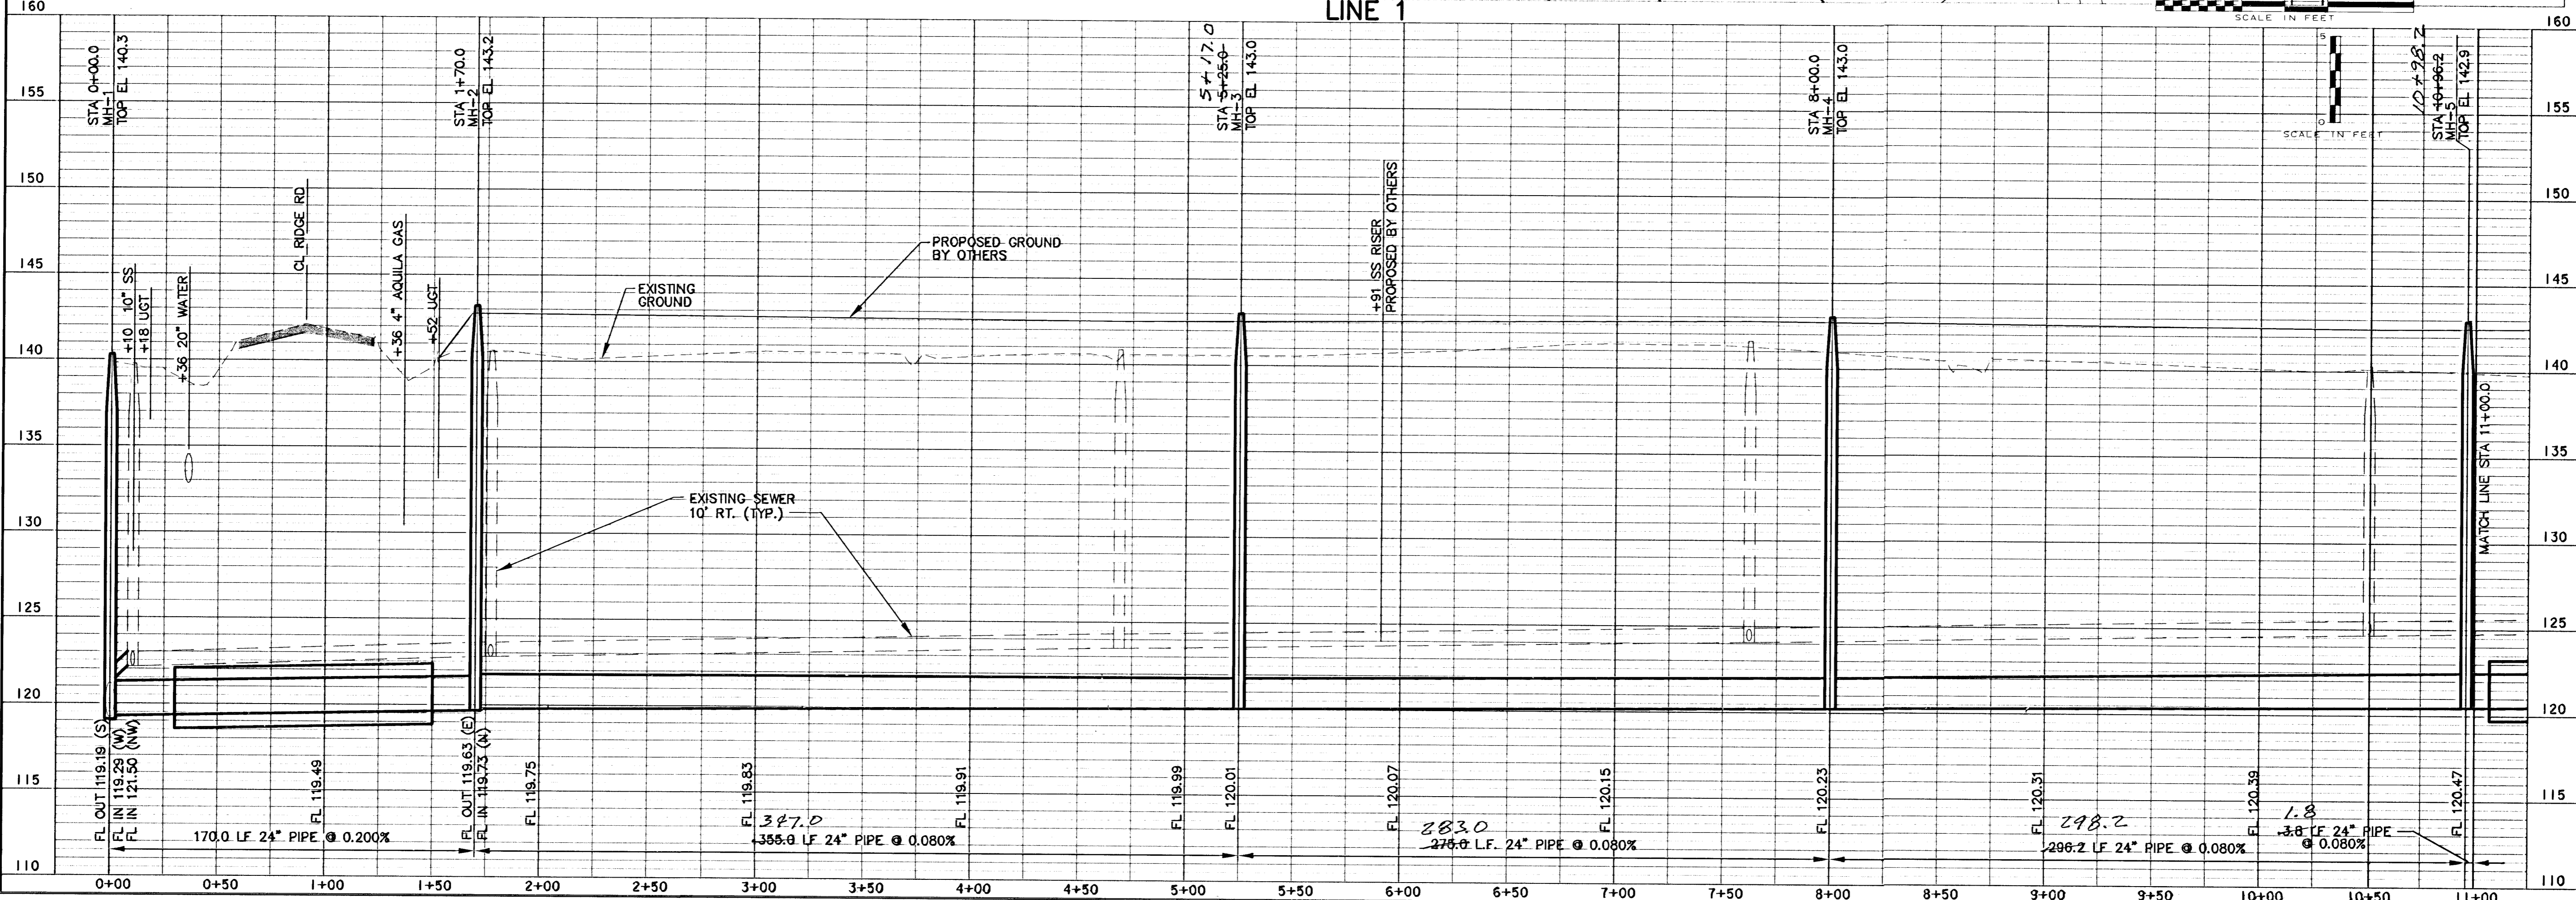 LINE 1
SCALE IN FEET
160
160
155
155
150
150
145
145
140
140
135
135
130
130
125
125
120
120
115
115
110
110
STA 0+00.0
MH-1
TOP EL 140.3
STA 1+70.0
MH-2
TOP EL 143.2
5+17.0
STA 5+25.0
MH-3
TOP EL 143.0
STA 8+00.0
MH-4
TOP EL 143.0
10+98.2
STA 10+96.2
MH-5
TOP EL 142.9
5
0
SCALE IN FEET
+10 10" SS
+18 UGT
+36 20" WATER
CL RIDGE RD
+36 4" AQUILA GAS
+52 UGT
EXISTING
GROUND
PROPOSED GROUND
BY OTHERS
+91 SS RISER
PROPOSED BY OTHERS
EXISTING SEWER
10' RT. (TYP.)
MATCH LINE STA 11+00.0
FL OUT 119.19 (S)
FL IN 119.29 (W)
FL IN 121.50 (NW)
FL 119.49
FL OUT 119.63 (E)
FL IN 119.73 (N)
FL 119.75
FL 119.83
FL 119.91
FL 119.99
FL 120.01
FL 120.07
FL 120.15
FL 120.23
FL 120.31
FL 120.39
FL 120.47
170.0 LF 24" PIPE @ 0.200%
347.0
355.0 LF 24" PIPE @ 0.080%
283.0
275.0 L.F. 24" PIPE @ 0.080%
298.2
296.2 LF 24" PIPE @ 0.080%
1.8
3.8 LF 24" PIPE
@ 0.080%
0+00
0+50
1+00
1+50
2+00
2+50
3+00
3+50
4+00
4+50
5+00
5+50
6+00
6+50
7+00
7+50
8+00
8+50
9+00
9+50
10+00
10+50
11+00